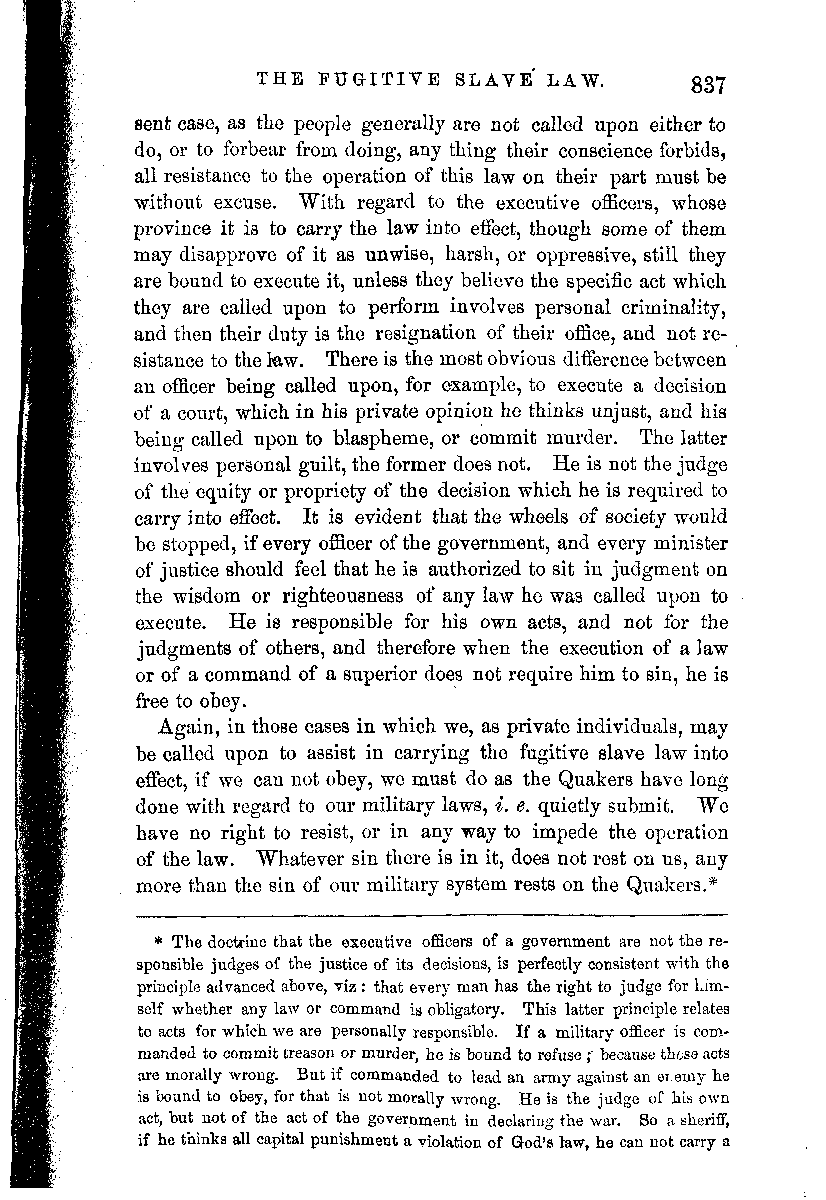 THE FUGITIVE SLAVE LAW. 837
sent case, as the people generally are not called upon either to
do, or to forbear from doing, any thing their conscience forbids,
all resistance to the operation of this law on their part must be
without excuse. With regard to the executive officers, whose
province it is to carry the law into effect, though some of them
may disapprove of it as unwise, harsh, or oppressive, still they
are bound to execute it, unless they believe the specific act which
they are called upon to perform involves personal criminality,
and then their duty is the resignation of their office, and not re-
sistance to the law. There is the most obvious difference between
an officer being called upon, for example, to execute a decision
of a court, which in his private opinion he thinks unjust, and his
being called upon to blaspheme, or commit murder. The latter
involves personal guilt, the former does not. He is not the judge
of the equity or propriety of the decision which he is required to
carry into effect. It is evident that the wheels of society would
be stopped, if every officer of the government, and every minister
of justice should feel that he is authorized to sit in judgment on
the wisdom or righteousness of any law he was called upon to
execute. He is responsible for his own acts, and not for the
judgments of others, and therefore when the execution of a law
or of a command of a superior does not require him to sin, he is
free to obey.
Again, in those cases in which we, as private individuals, may
be called upon to assist in carrying the fugitive slave law into
effect, if we can not obey, we must do as the Quakers have long
done with regard to our military laws, i. e. quietly submit. We
have no right to resist, or in any way to impede the operation
of the law. Whatever sin there is in it, does not rest on us, any
more than the sin of our military system rests on the Quakers.*
* The doctrine that the executive officers of a government are not the re-
sponsible judges of the justice of its decisions, is perfectly consistent with the
principle advanced above, viz : that every man has the right to judge for him-
self whether any law or command is obligatory. This latter principle relates
to acts for which we are personally responsible. If a military officer is com-
manded to commit treason or murder, he is bound to refuse ; because those acts
are morally wrong. But if commanded to lead an army against an enemy he
is bound to obey, for that is not morally wrong. He is the judge of his own
act, but not of the act of the government in declaring the war. So a sheriff,
if he thinks all capital punishment a violation of God's law, he can not carry a